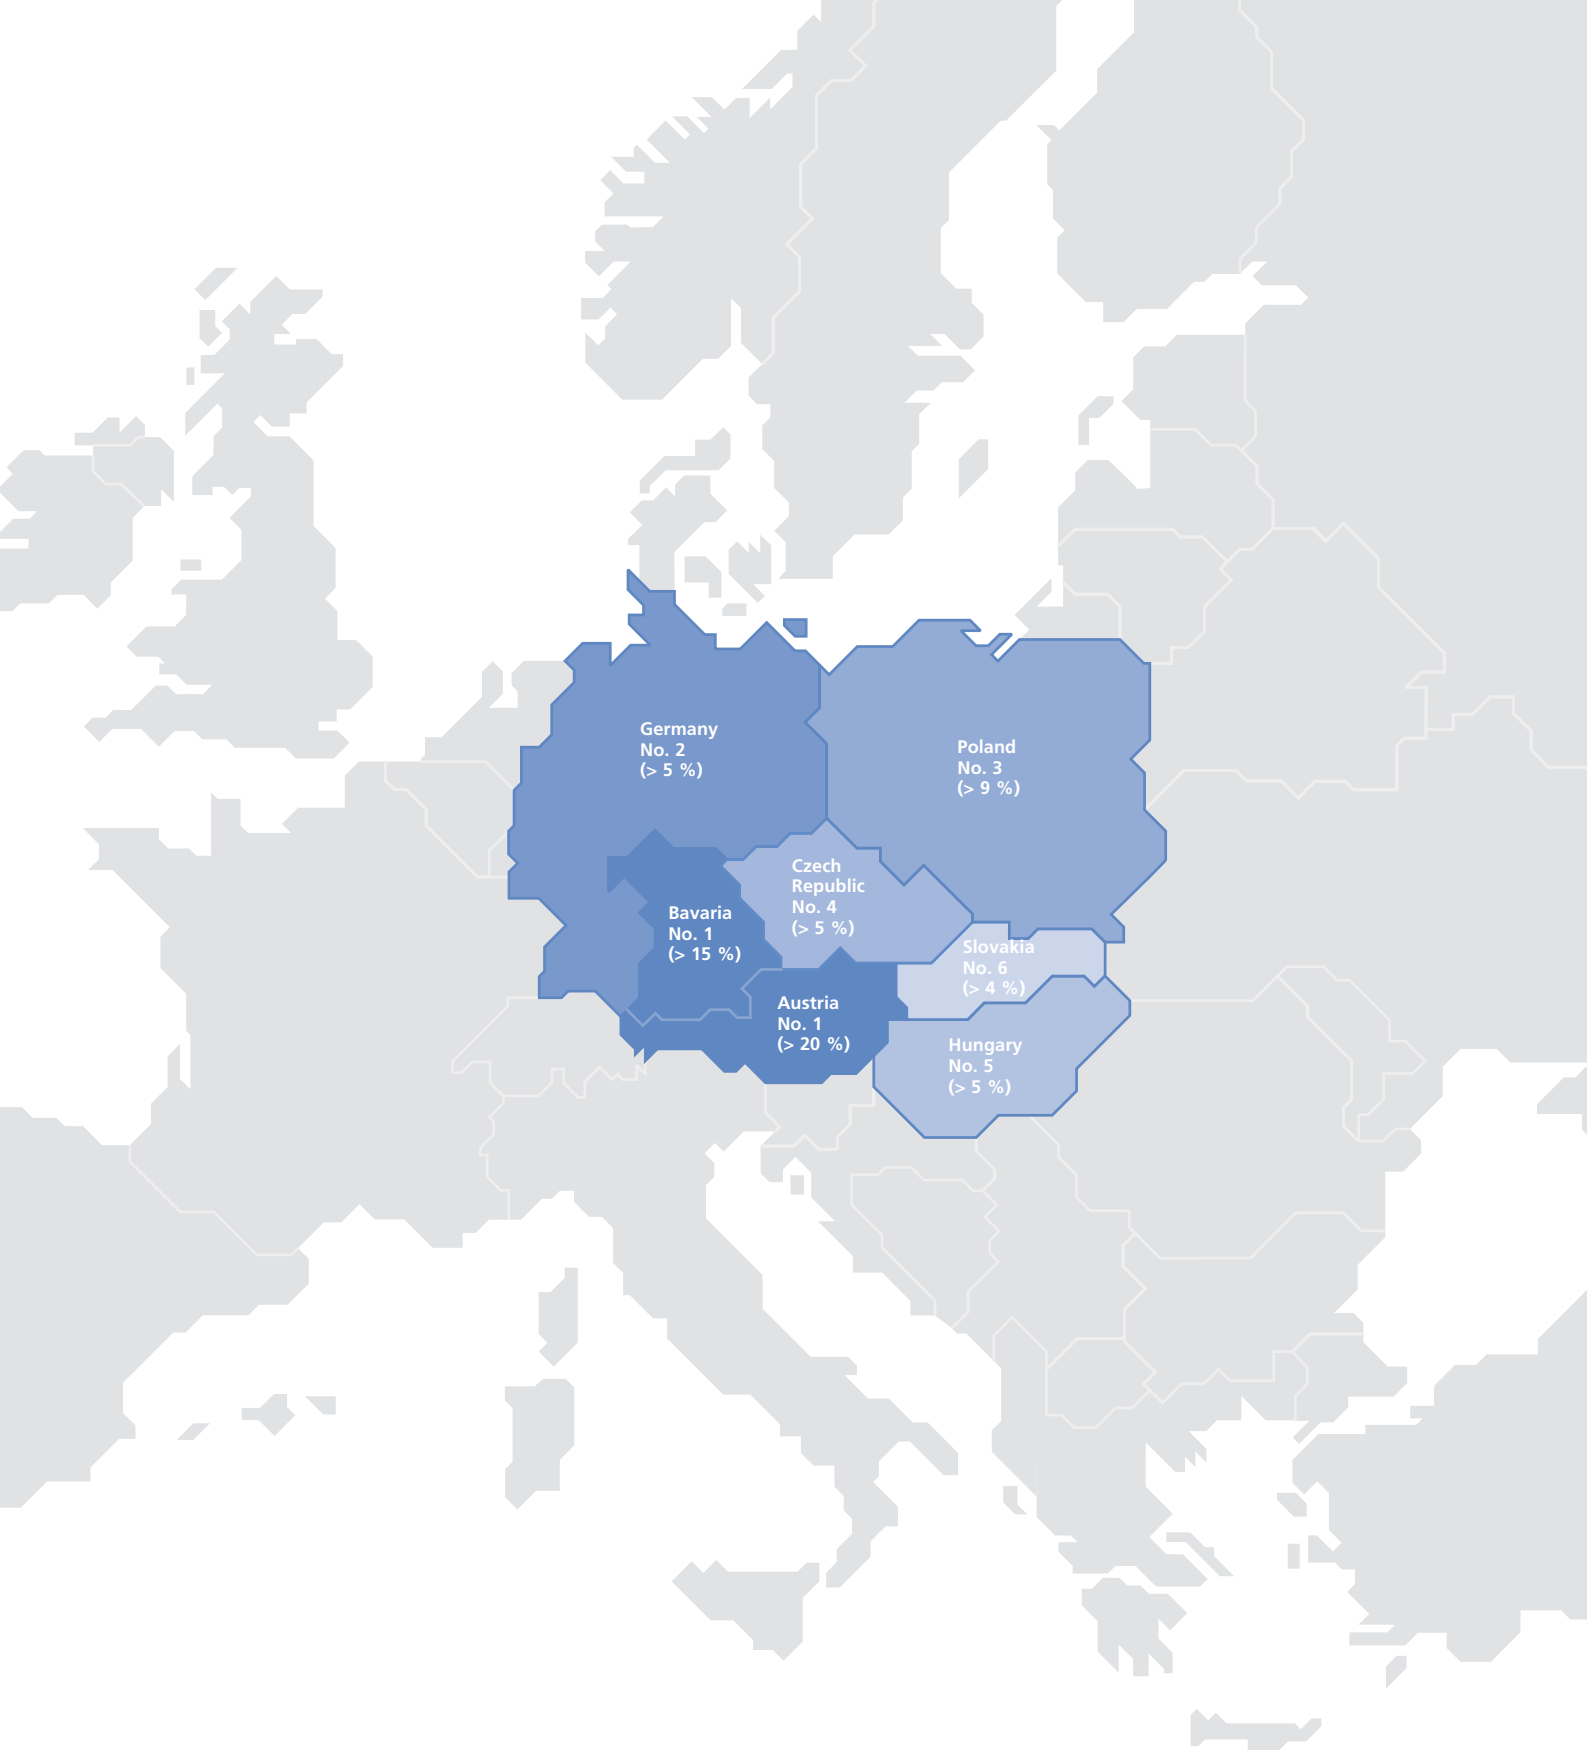 Germany
No. 2
(> 5 %)
Poland
No. 3
(> 9 %)
Czech
Republic
No. 4
(> 5 %)
Bavaria
No. 1
(> 15 %)
Slovakia
No. 6
(> 4 %)
Austria
No. 1
(> 20 %)
Hungary
No. 5
(> 5 %)